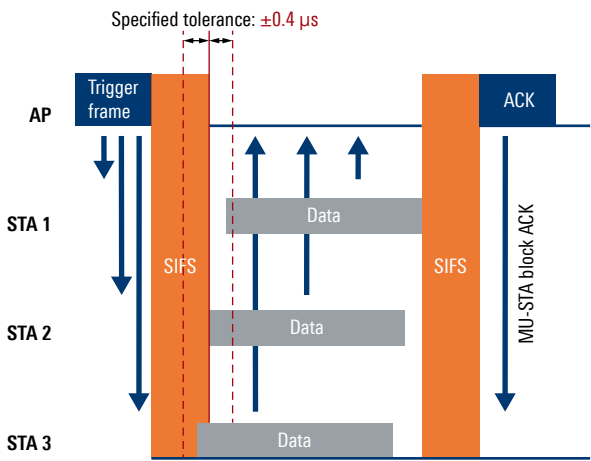 Specified tolerance: ±0.4 µs
Trigger
frame
ACK
AP
STA 1
Data
SIFS
SIFS
MU-STA block ACK
STA 2
Data
STA 3
Data